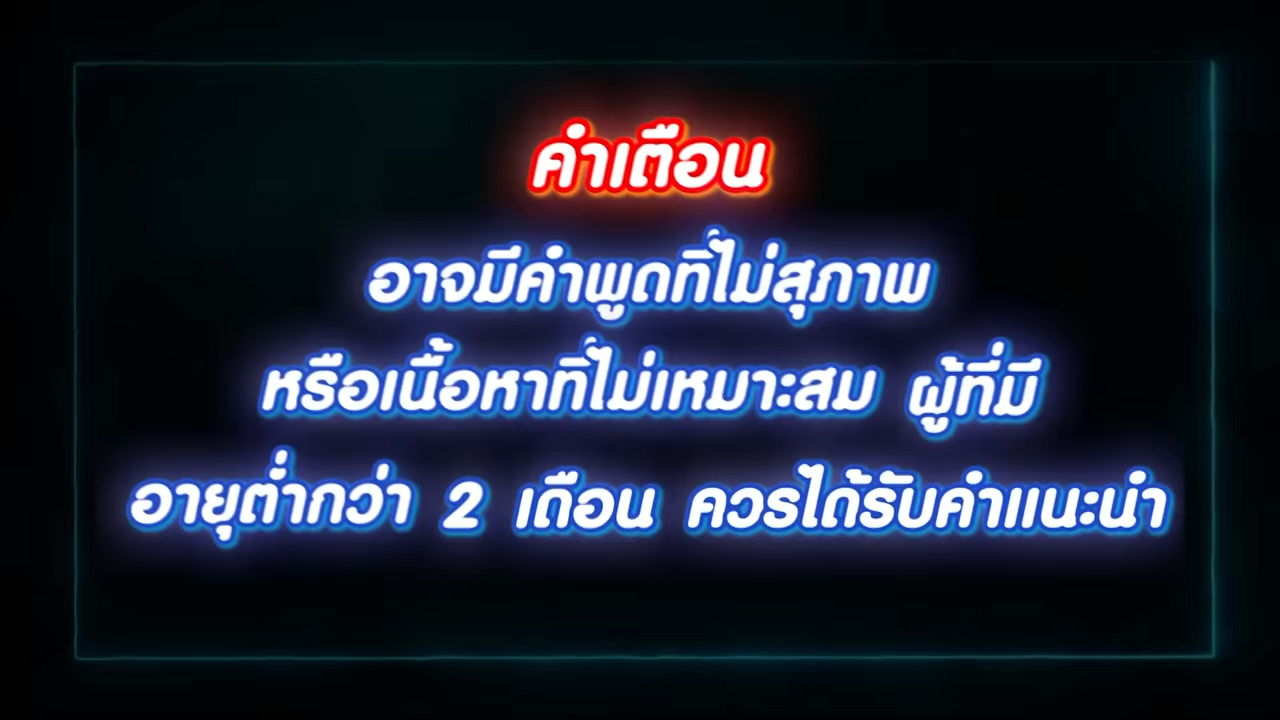 คำเตือน
อาจมีคำพูดที่ไม่สุภาพ
หรือเนื้อหาที่ไม่เหมาะสม ผู้ที่มี
อายุต่ำกว่า 2 เดือน ควรได้รับคำแนะนำ